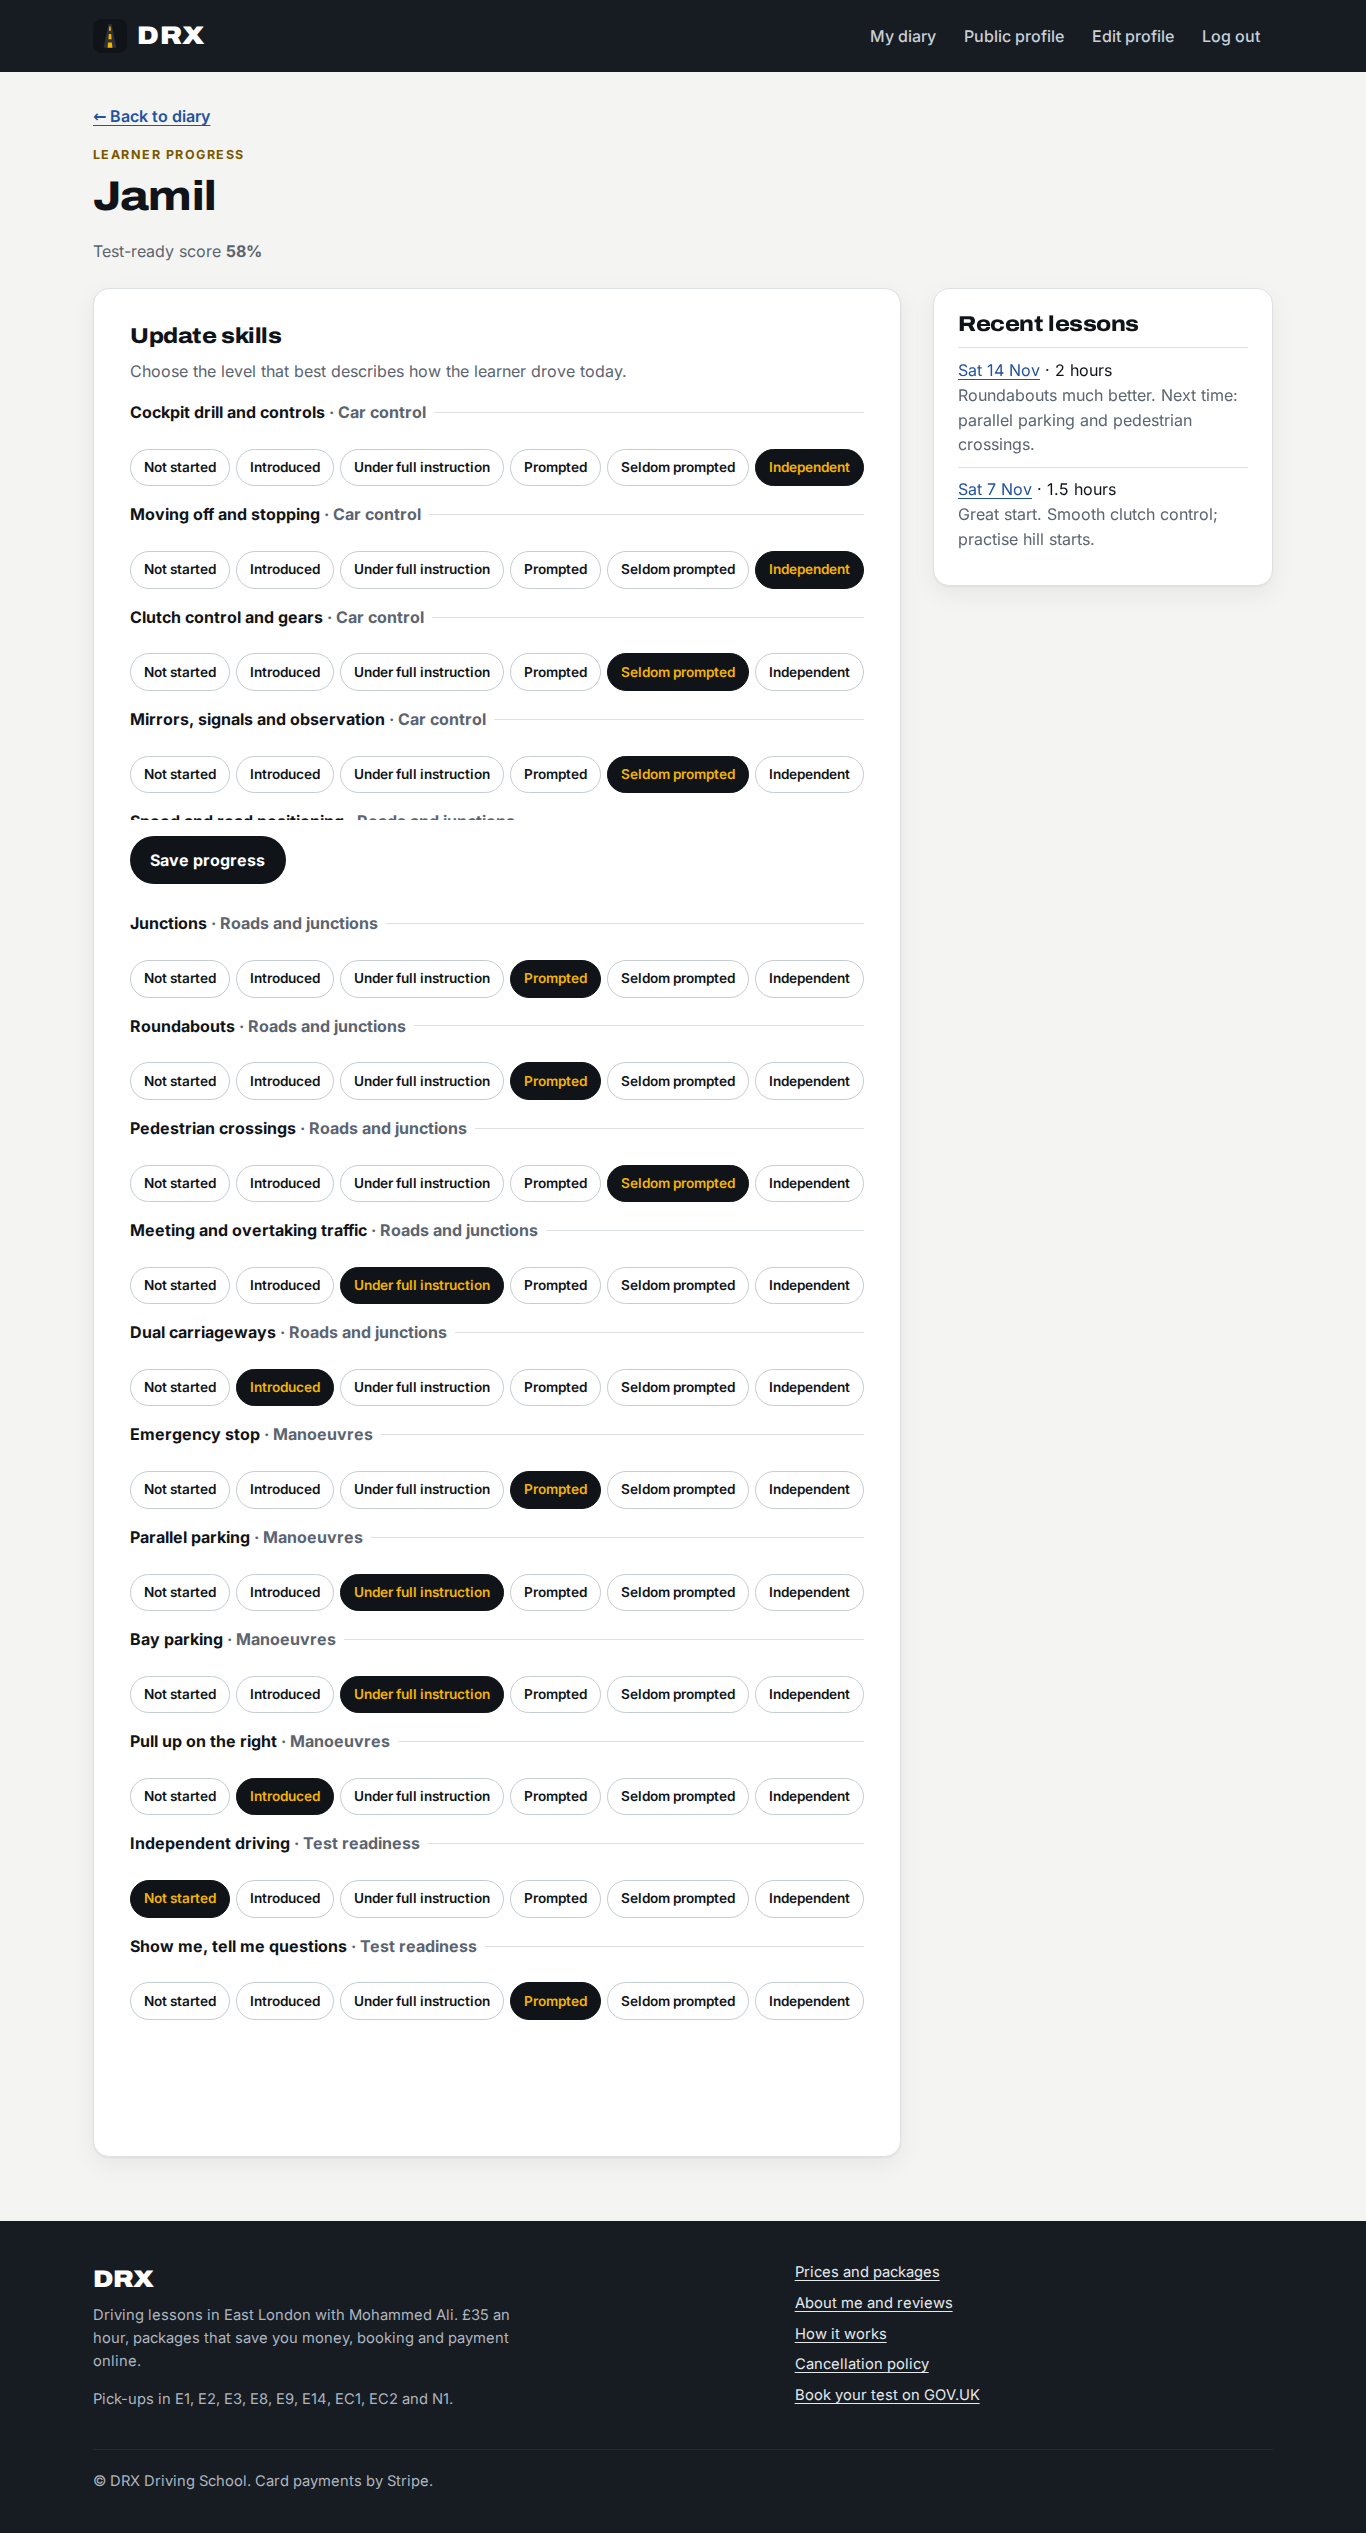 DRX
My diary
Public profile
Edit profile
Log out
← Back to diary
LEARNER PROGRESS
Jamil
Test-ready score 58%
Update skills
Choose the level that best describes how the learner drove today.
Cockpit drill and controls · Car control
Not started
Introduced
Under full instruction
Prompted
Seldom prompted
Independent
Moving off and stopping · Car control
Not started
Introduced
Under full instruction
Prompted
Seldom prompted
Independent
Clutch control and gears · Car control
Not started
Introduced
Under full instruction
Prompted
Seldom prompted
Independent
Mirrors, signals and observation · Car control
Not started
Introduced
Under full instruction
Prompted
Seldom prompted
Independent
Speed and road positioning · Roads and junctions
Save progress
Junctions · Roads and junctions
Not started
Introduced
Under full instruction
Prompted
Seldom prompted
Independent
Roundabouts · Roads and junctions
Not started
Introduced
Under full instruction
Prompted
Seldom prompted
Independent
Pedestrian crossings · Roads and junctions
Not started
Introduced
Under full instruction
Prompted
Seldom prompted
Independent
Meeting and overtaking traffic · Roads and junctions
Not started
Introduced
Under full instruction
Prompted
Seldom prompted
Independent
Dual carriageways · Roads and junctions
Not started
Introduced
Under full instruction
Prompted
Seldom prompted
Independent
Emergency stop · Manoeuvres
Not started
Introduced
Under full instruction
Prompted
Seldom prompted
Independent
Parallel parking · Manoeuvres
Not started
Introduced
Under full instruction
Prompted
Seldom prompted
Independent
Bay parking · Manoeuvres
Not started
Introduced
Under full instruction
Prompted
Seldom prompted
Independent
Pull up on the right · Manoeuvres
Not started
Introduced
Under full instruction
Prompted
Seldom prompted
Independent
Independent driving · Test readiness
Not started
Introduced
Under full instruction
Prompted
Seldom prompted
Independent
Show me, tell me questions · Test readiness
Not started
Introduced
Under full instruction
Prompted
Seldom prompted
Independent
Recent lessons
Sat 14 Nov · 2 hours
Roundabouts much better. Next time:
parallel parking and pedestrian
crossings.
Sat 7 Nov · 1.5 hours
Great start. Smooth clutch control;
practise hill starts.
DRX
Driving lessons in East London with Mohammed Ali. £35 an
hour, packages that save you money, booking and payment
online.
Pick-ups in E1, E2, E3, E8, E9, E14, EC1, EC2 and N1.
Prices and packages
About me and reviews
How it works
Cancellation policy
Book your test on GOV.UK
© DRX Driving School. Card payments by Stripe.